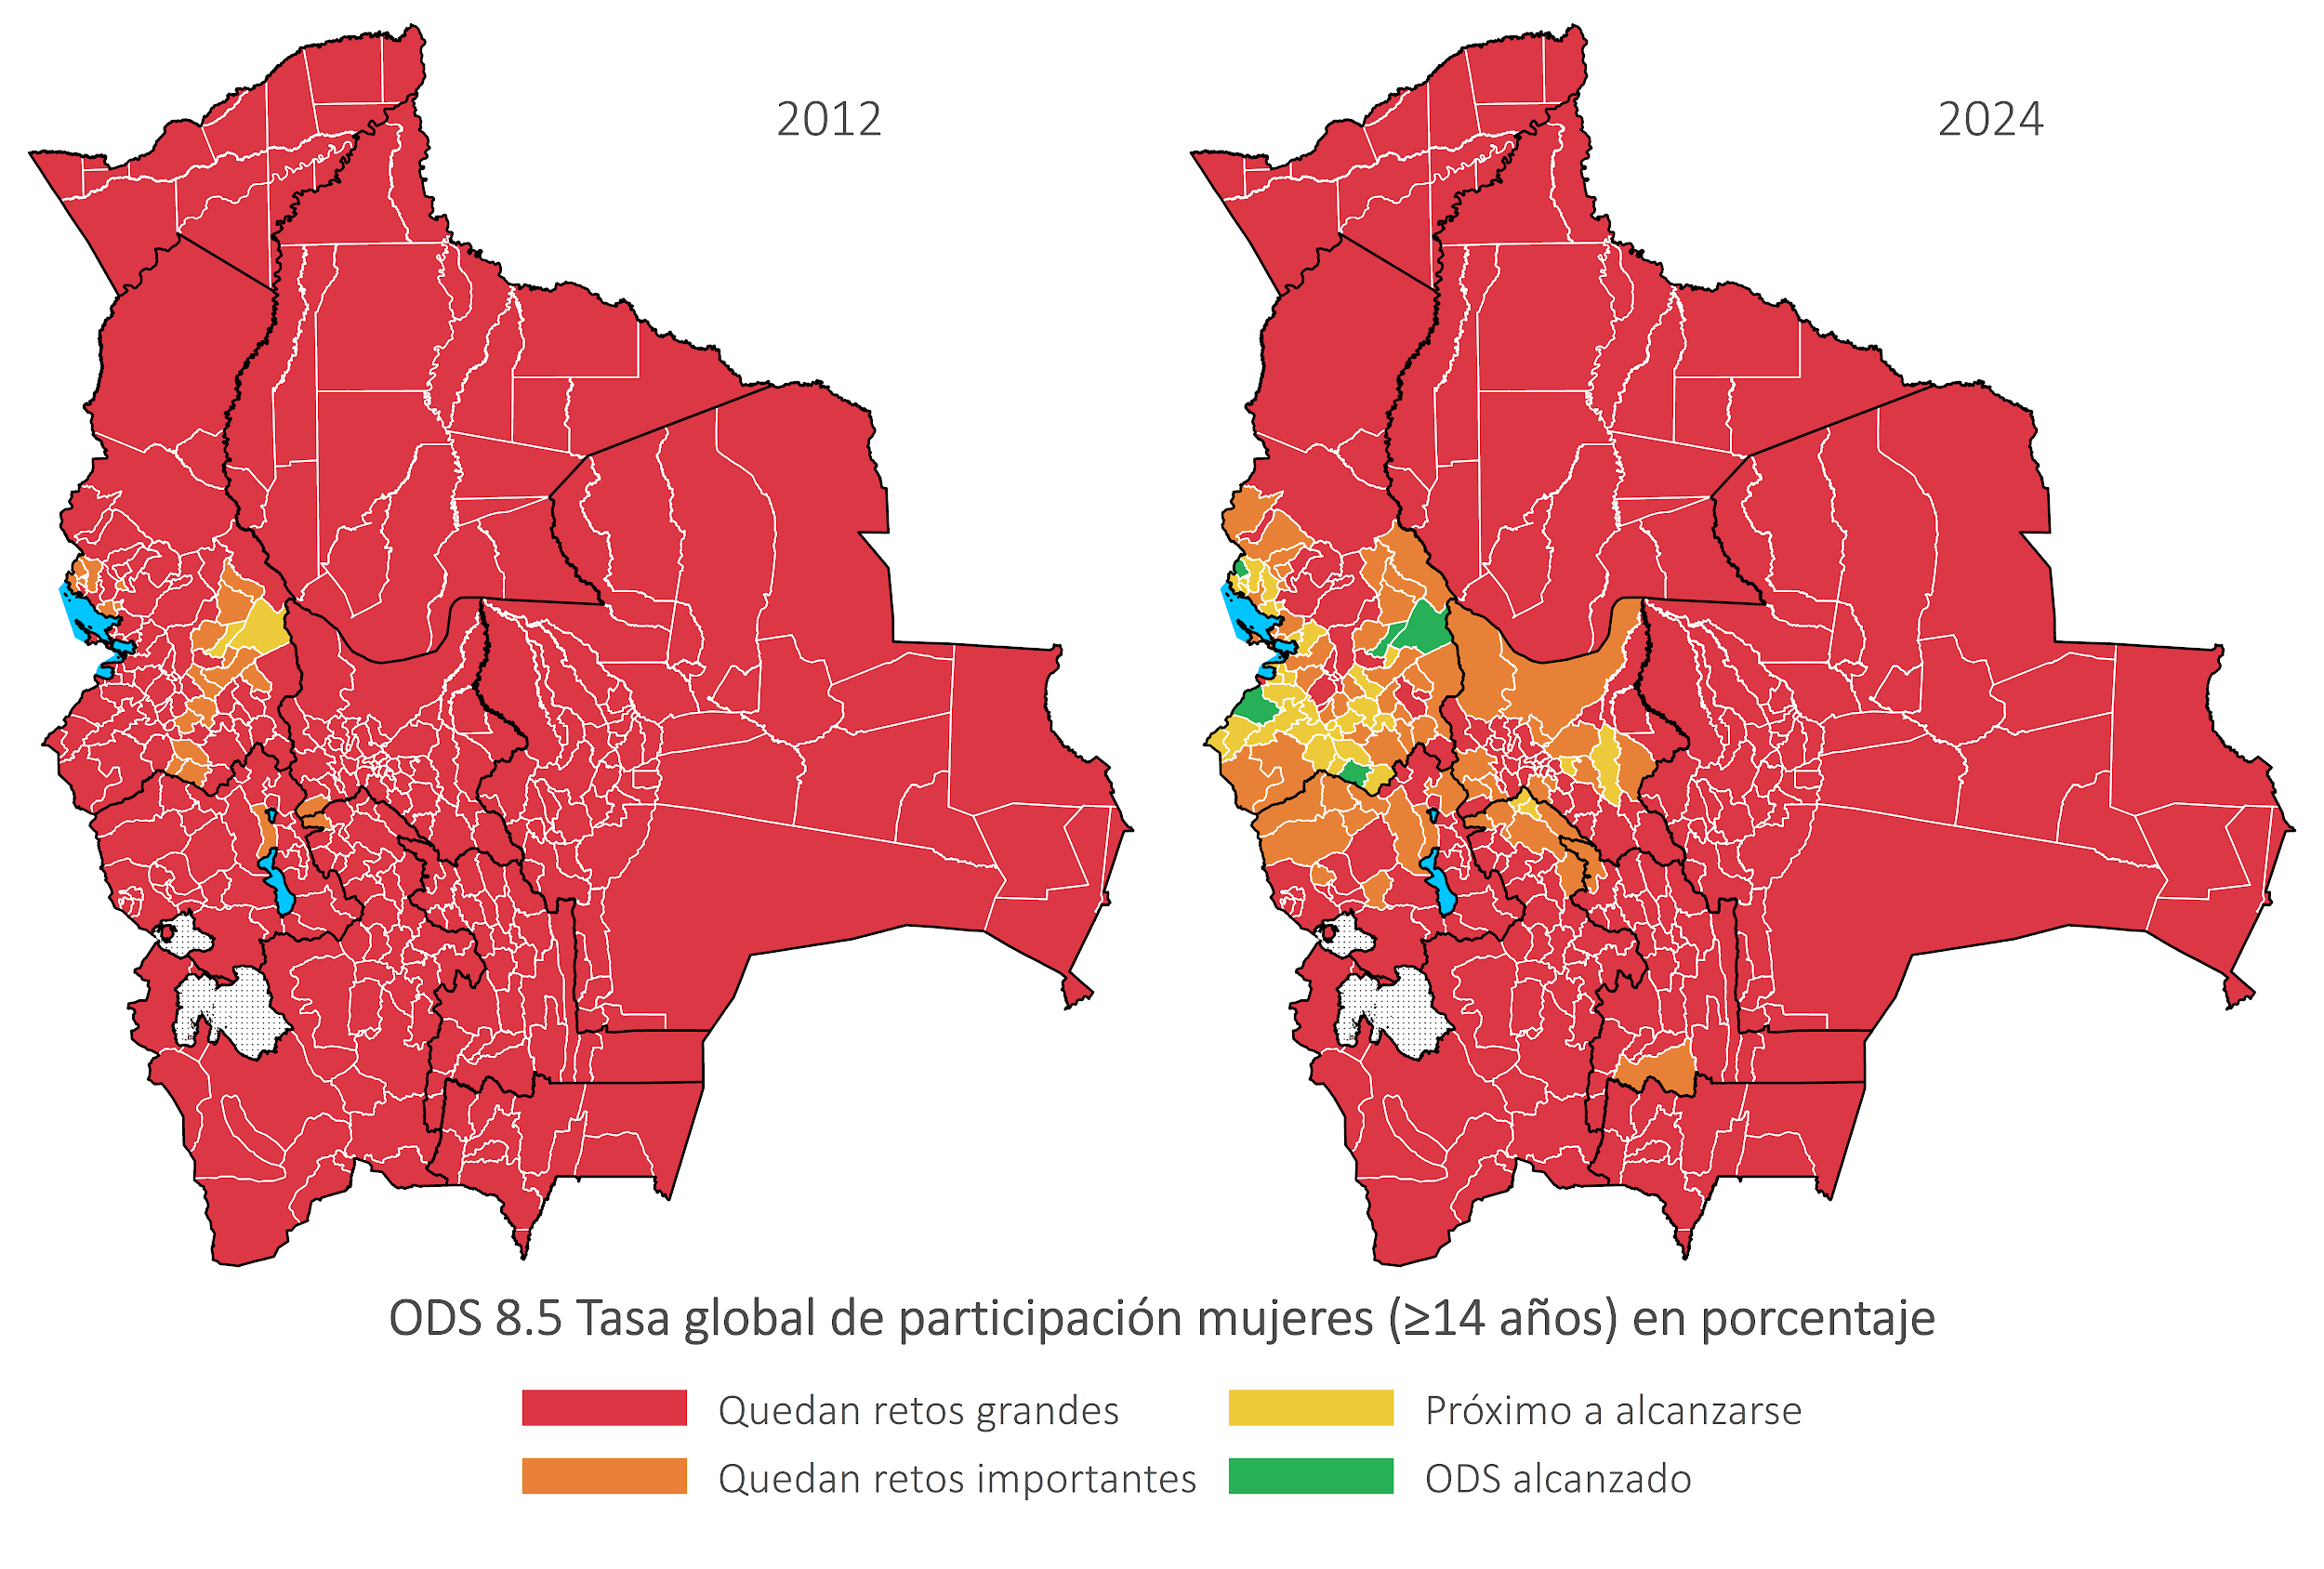 2012
2024
ODS 8.5 Tasa global de participación mujeres (≥14 años) en porcentaje
Quedan retos grandes
Próximo a alcanzarse
Quedan retos importantes
ODS alcanzado